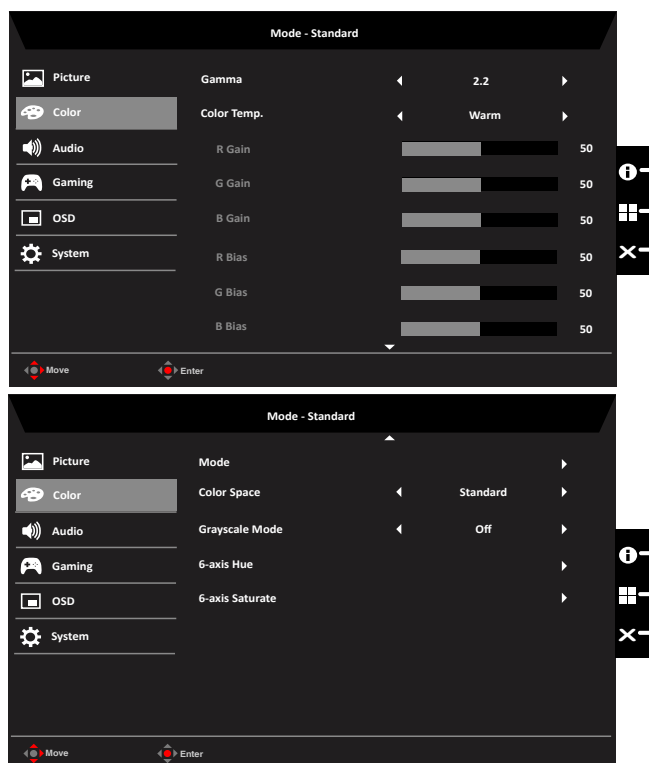 Mode - Standard
Picture
Gamma 2.2
Color
Color Temp. Warm
Audio
R Gain 50
Gaming
G Gain 50
OSD
B Gain 50
System
R Bias 50
G Bias 50
B Bias 50
Move Enter
Mode - Standard
Picture
Mode
Color
Color Space Standard
Audio
Grayscale Mode Off
Gaming
6-axis Hue
OSD
6-axis Saturate
System
Move Enter